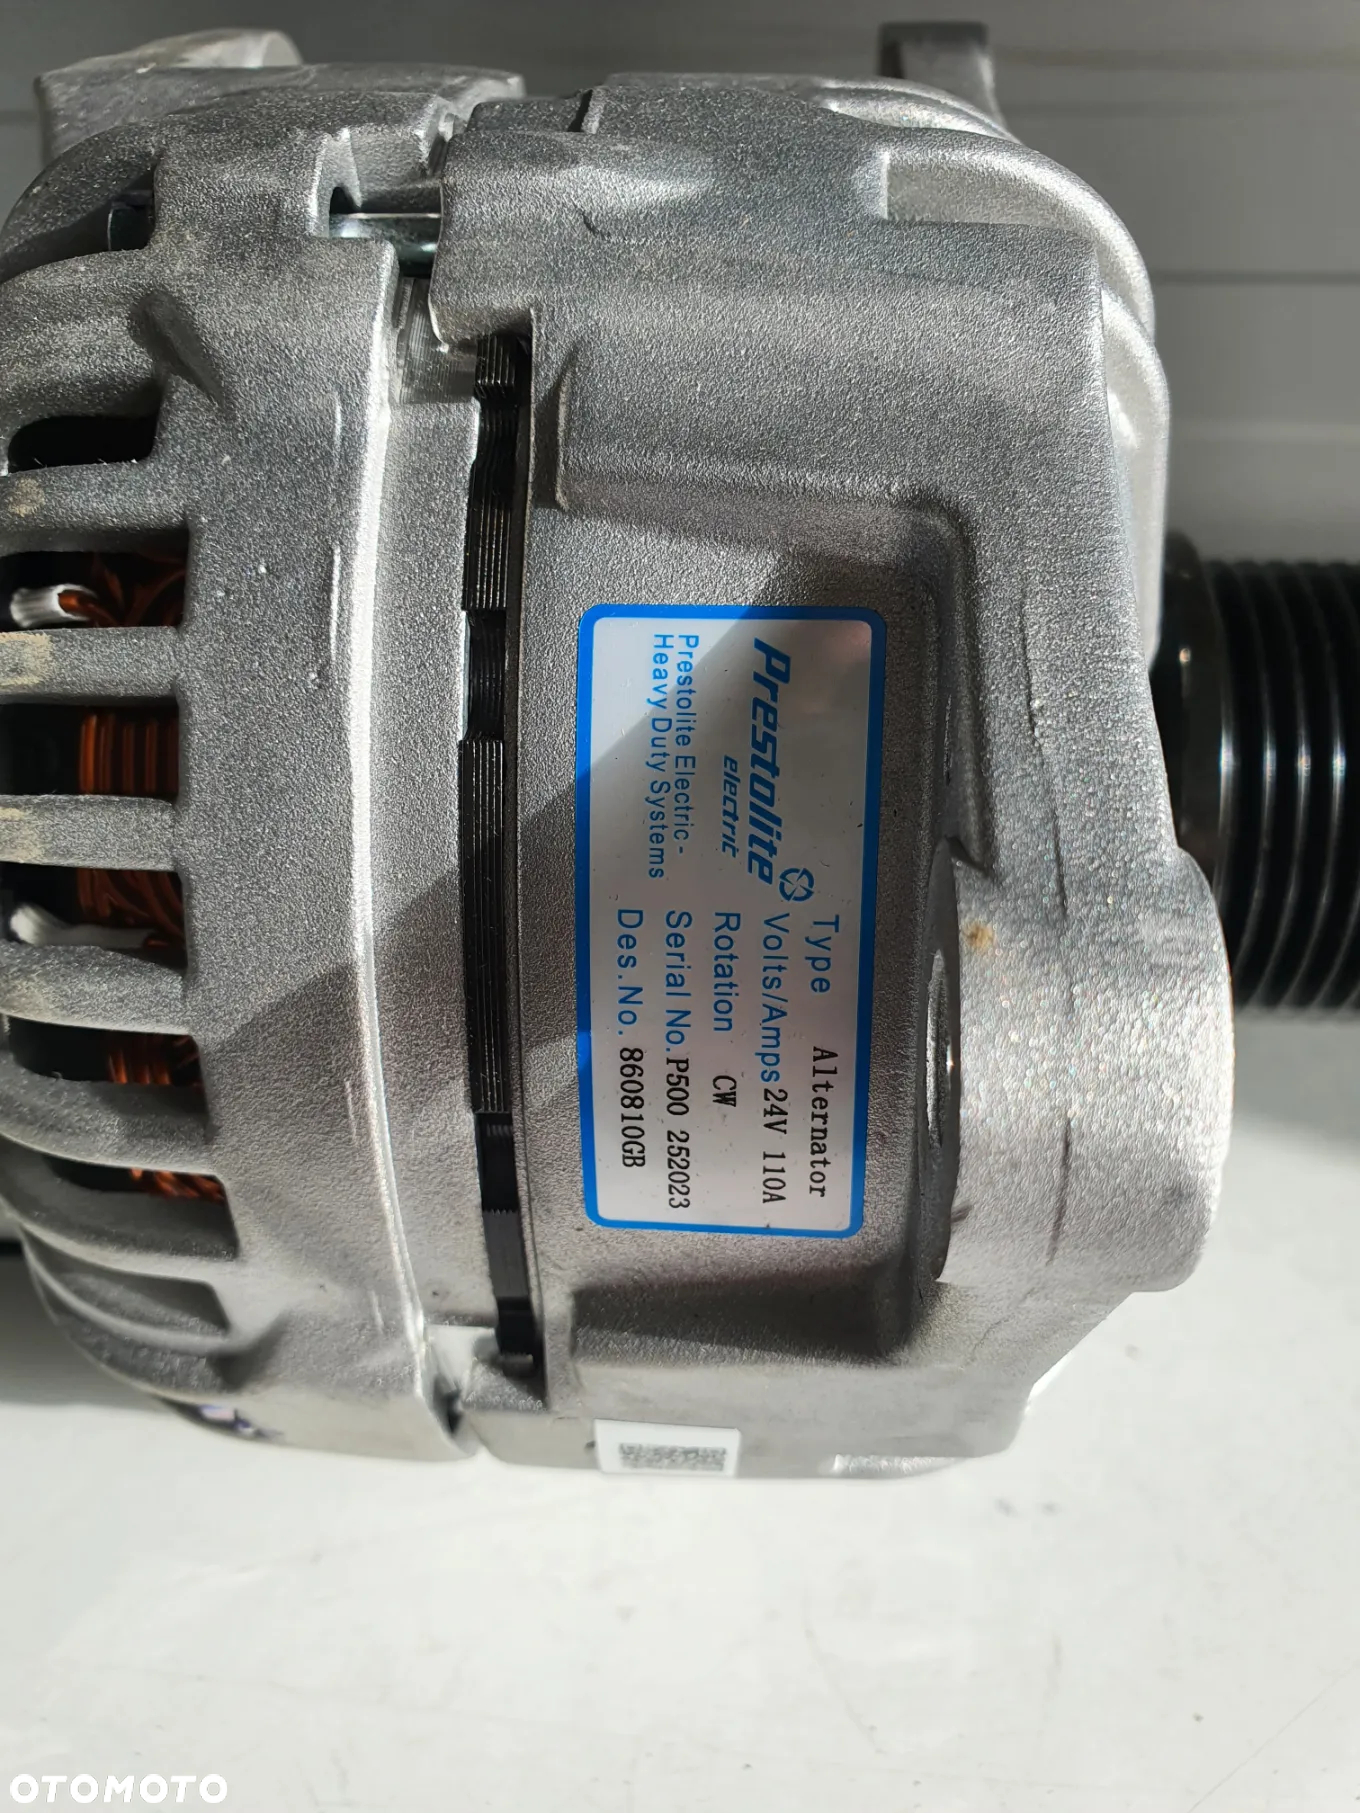 Prestolite
electric
Prestolite Electric-
Heavy Duty Systems
Type Alternator
Volts/Amps 24V 110A
Rotation CW
Serial No. P500 252023
Des.No. 860810GB
OTOMOTO